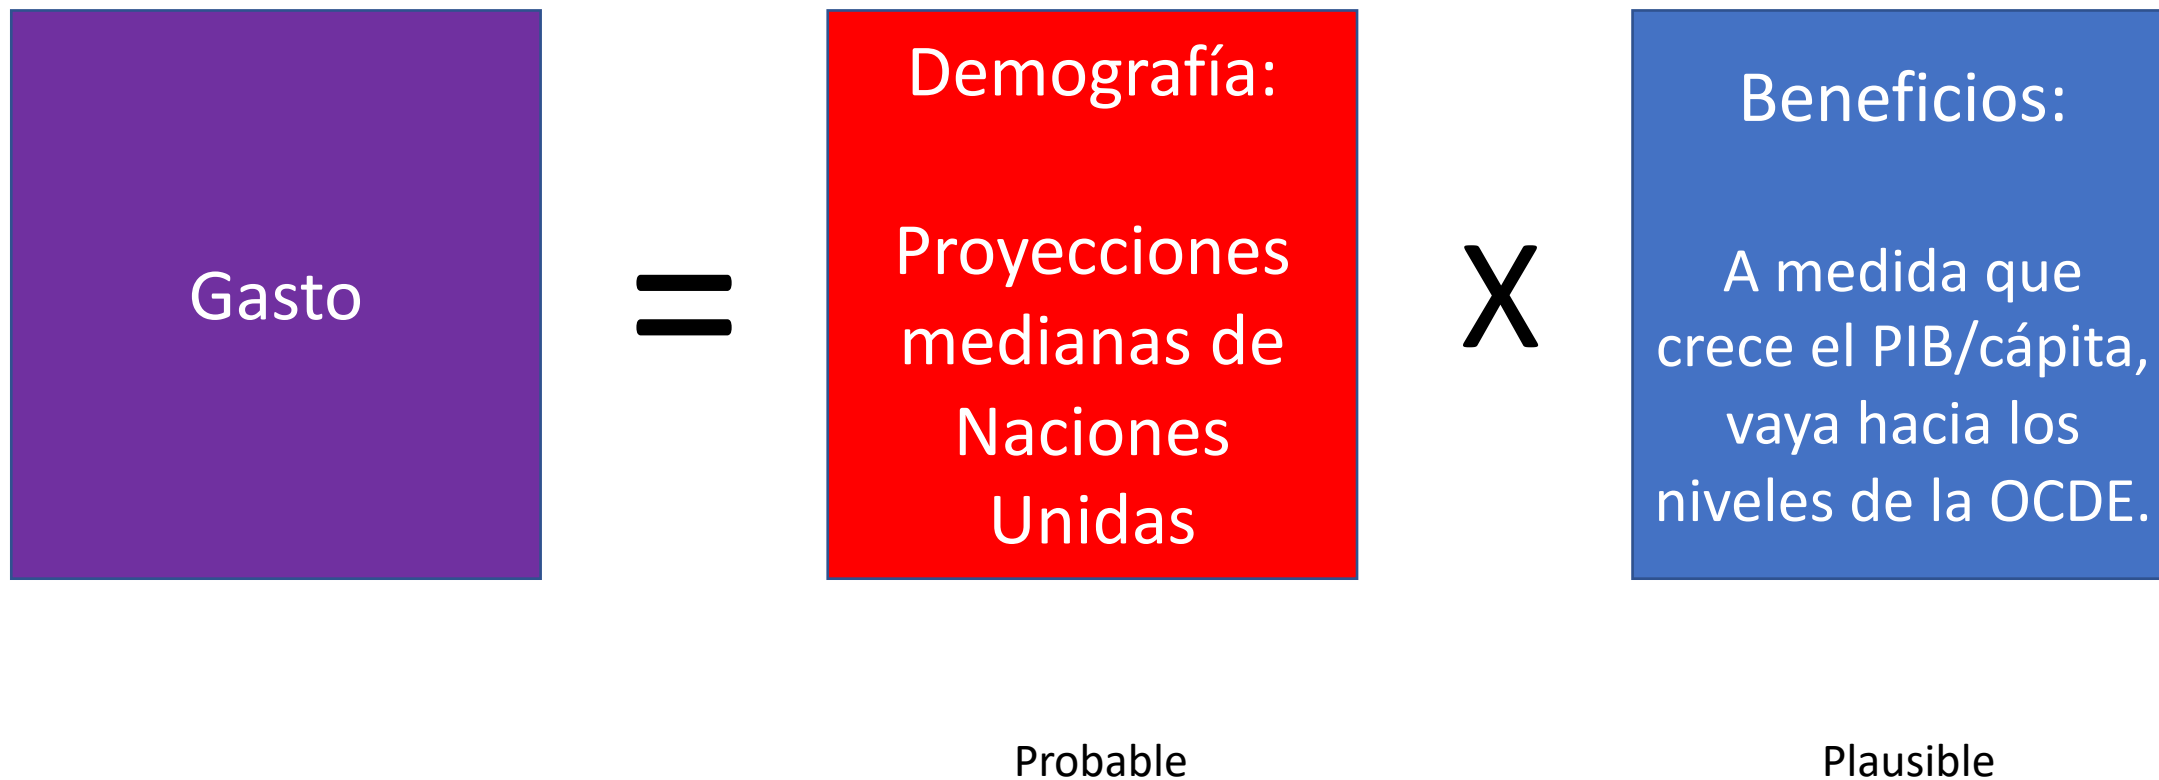 Gasto
=
Demografía:
Proyecciones
medianas de
Naciones
Unidas
X
Beneficios:
A medida que
crece el PIB/cápita,
vaya hacia los
niveles de la OCDE.
Probable
Plausible